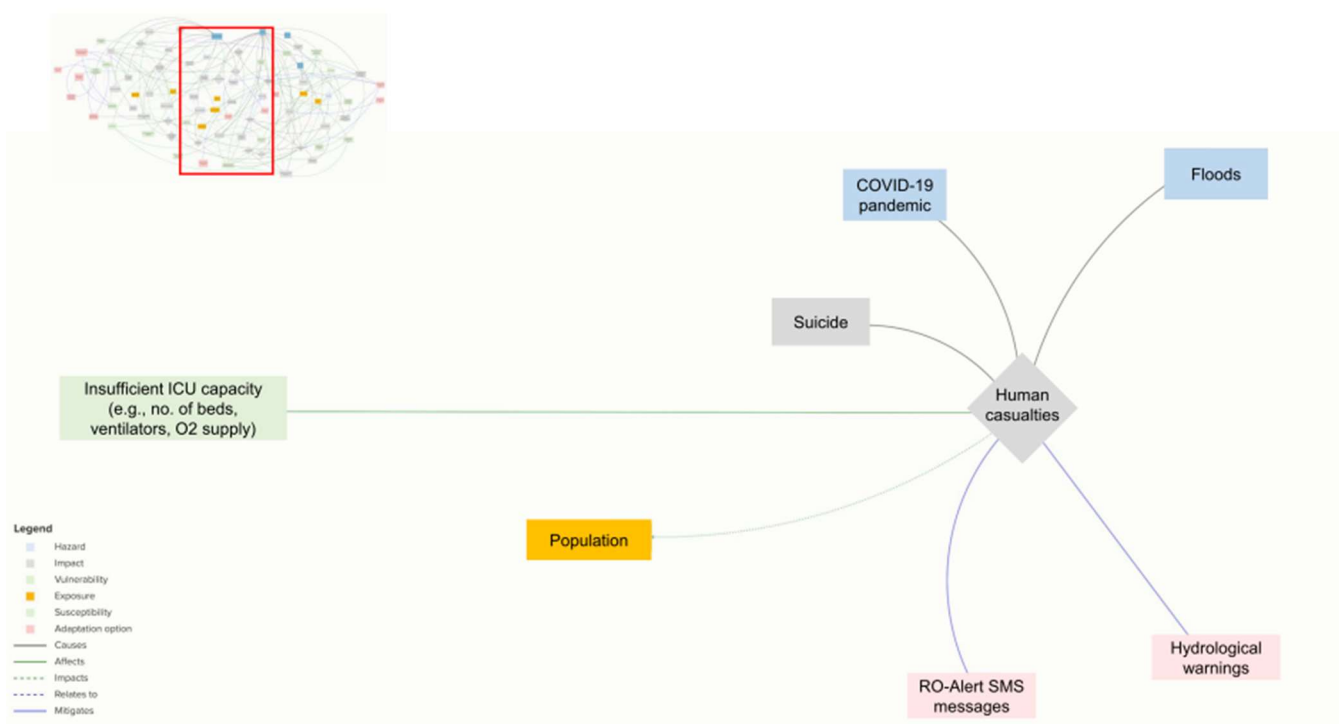 COVID-19
pandemic
Floods
Suicide
Insufficient ICU capacity
(e.g., no. of beds,
ventilators, O2 supply)
Human
casualties
Population
Hydrological
warnings
RO-Alert SMS
messages
Legend
Hazard
Impact
Vulnerability
Exposure
Susceptibility
Adaptation option
Causes
Affects
Impacts
Relates to
Mitigates